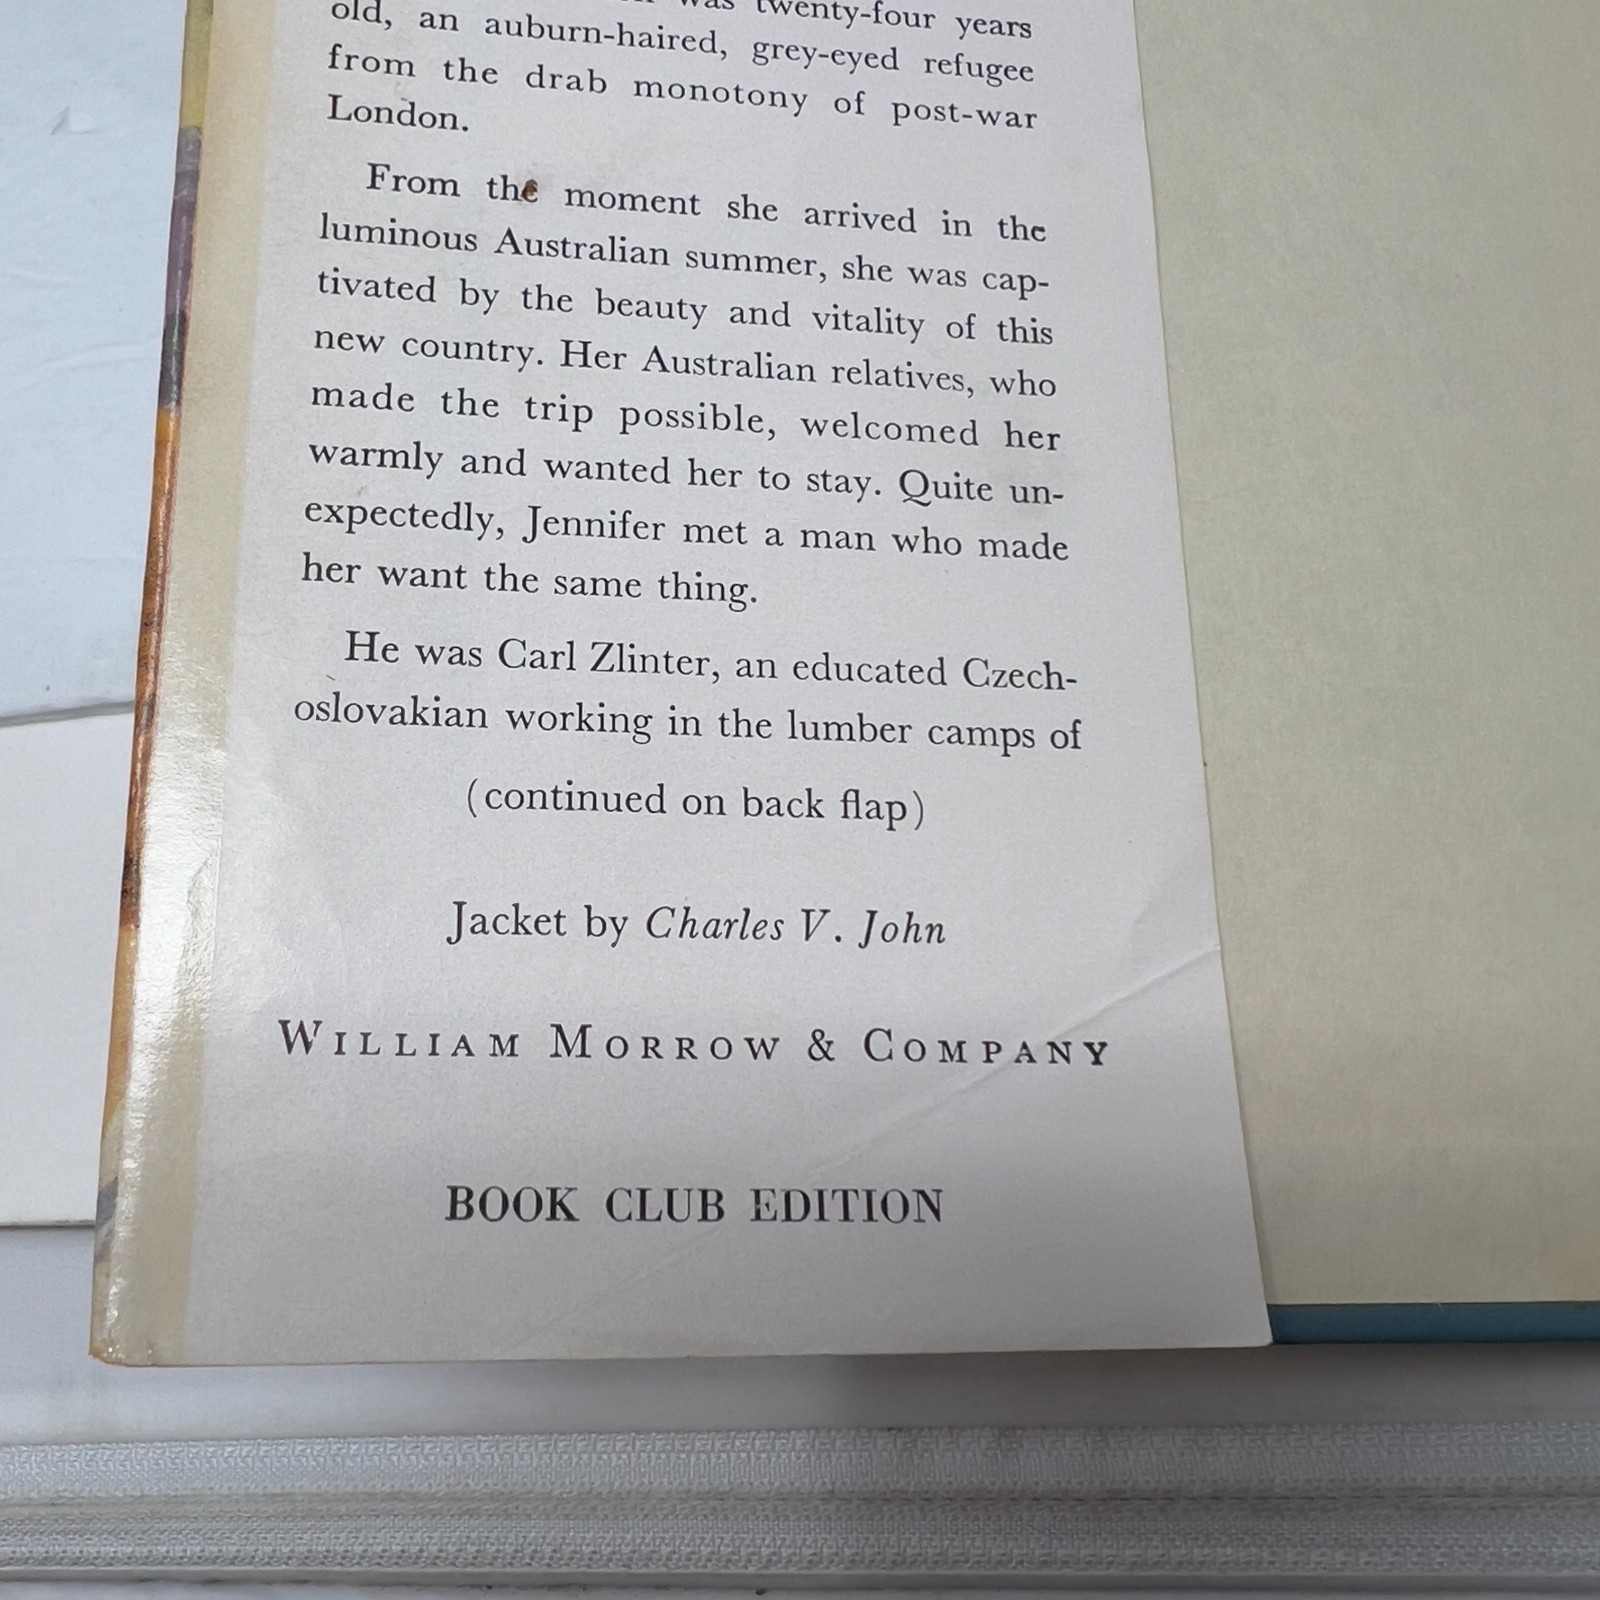 was twenty-four years
old, an auburn-haired, grey-eyed refugee
from the drab monotony of post-war
London.
From the moment she arrived in the
luminous Australian summer, she was cap-
tivated by the beauty and vitality of this
new country. Her Australian relatives, who
made the trip possible, welcomed her
warmly and wanted her to stay. Quite un-
expectedly, Jennifer met a man who made
her want the same thing.
He was Carl Zlinter, an educated Czech-
oslovakian working in the lumber camps of
(continued on back flap)
Jacket by Charles V. John
WILLIAM MORROW & COMPANY
BOOK CLUB EDITION